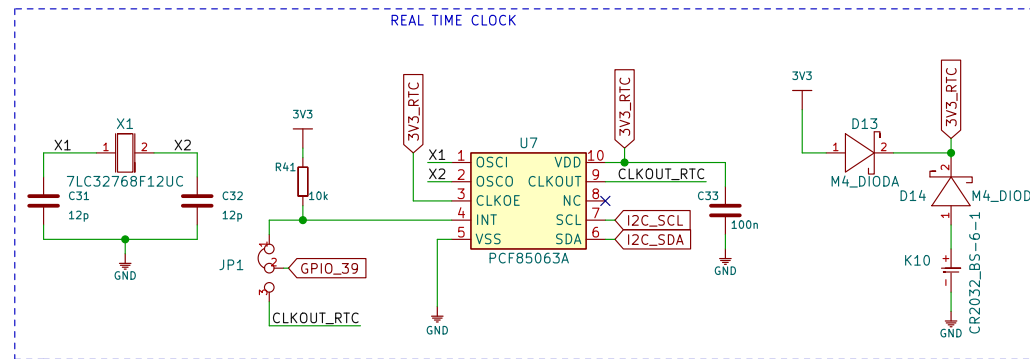 REAL TIME CLOCK
X1
X1
X2
1
2
7LC32768F12UC
C31
12p
C32
12p
GND
3V3
R41
10k
JP1
1
2
3
GPIO_39
CLKOUT_RTC
3V3_RTC
U7
X1
1
OSCI
X2
2
OSCO
3
CLKOE
4
INT
5
VSS
VDD
10
CLKOUT
9
CLKOUT_RTC
NC
8
SCL
7
I2C_SCL
SDA
6
I2C_SDA
PCF85063A
GND
3V3_RTC
C33
100n
GND
3V3
D13
1
2
M4_DIODA
3V3_RTC
2
D14
M4_DIOD
1
K10
+
-
CR2032_BS-6-1
GND